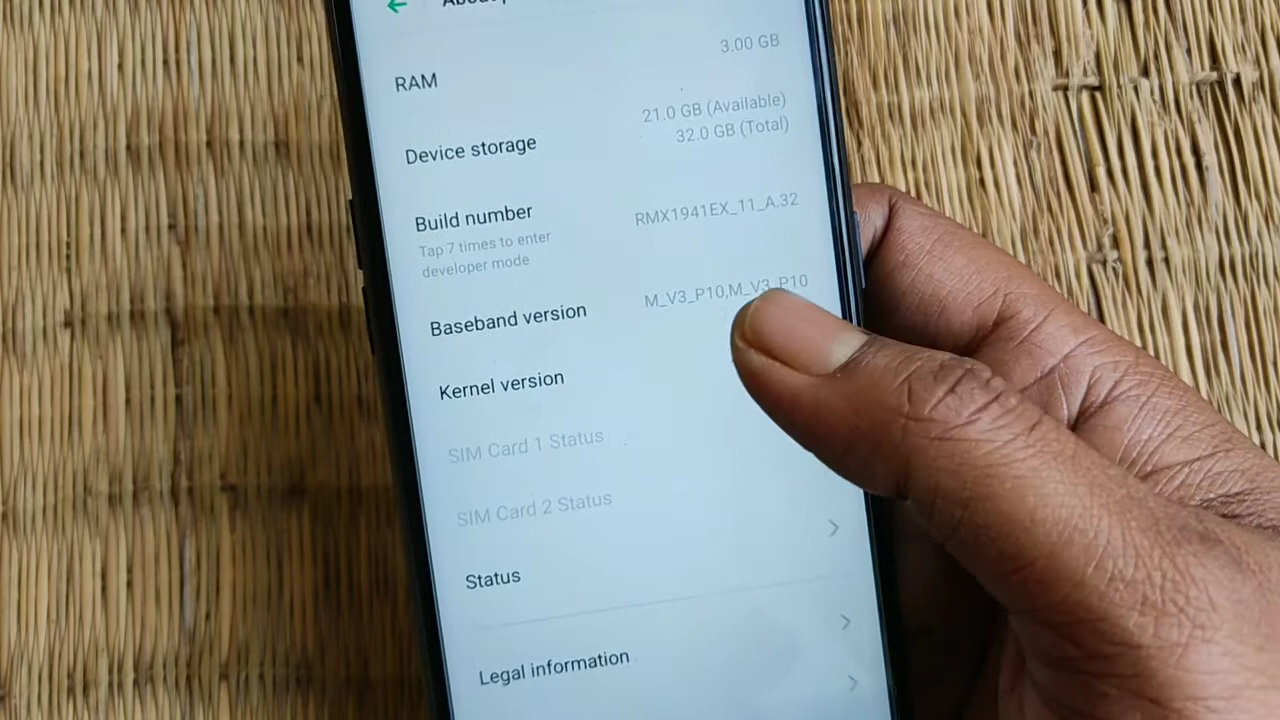 RAM
3.00 GB
Device storage
21.0 GB (Available)
32.0 GB (Total)
Build number
RMX1941EX_11_A.32
Tap 7 times to enter
developer mode
Baseband version
M_V3_P10,M_V3_P10
Kernel version
SIM Card 1 Status
SIM Card 2 Status
Status
Legal information